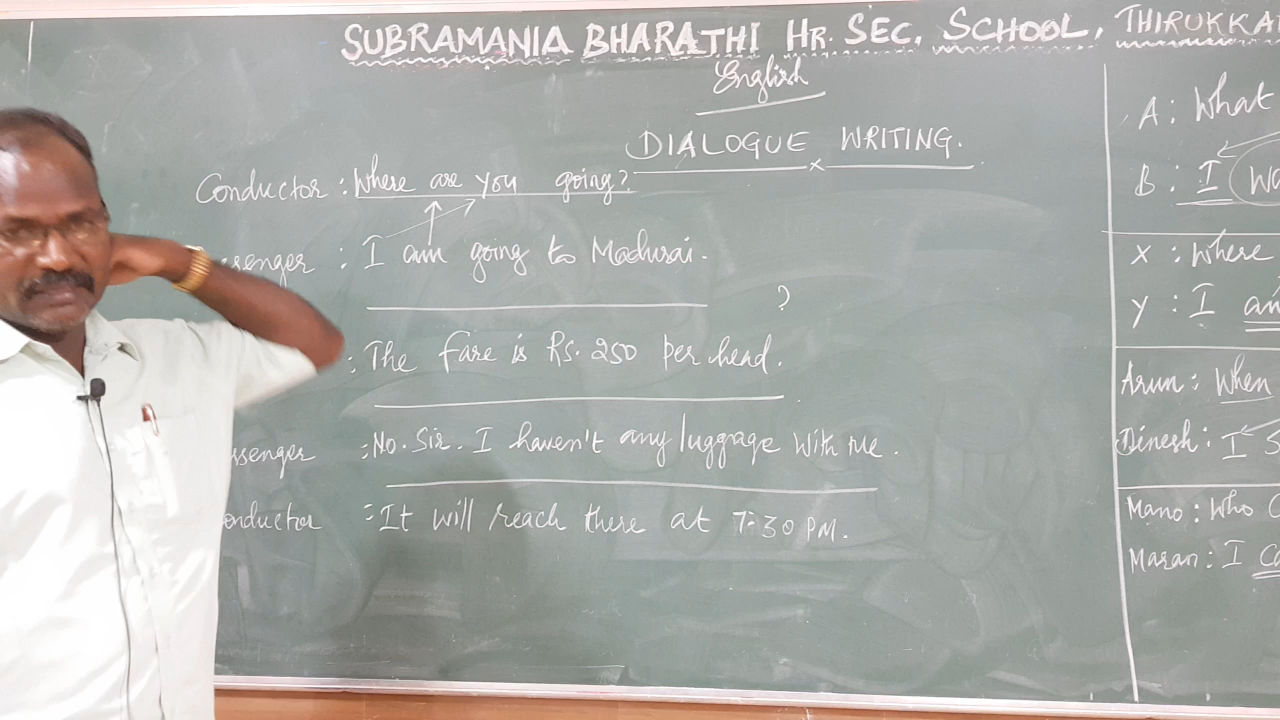 SUBRAMANIA BHARATHI HR. SEC. SCHOOL,
English
DIALOGUE WRITING.
Conductor : Where are you going?
: I am going to Madurai.
?
: The fare is Rs. 250 per head.
: No. Sir. I haven't any luggage with me.
: It will reach there at 7:30 PM.
A : What
B : I
X : Where
Y : I
Arun : When
Dinesh : I
Mano : Who
Maran : I